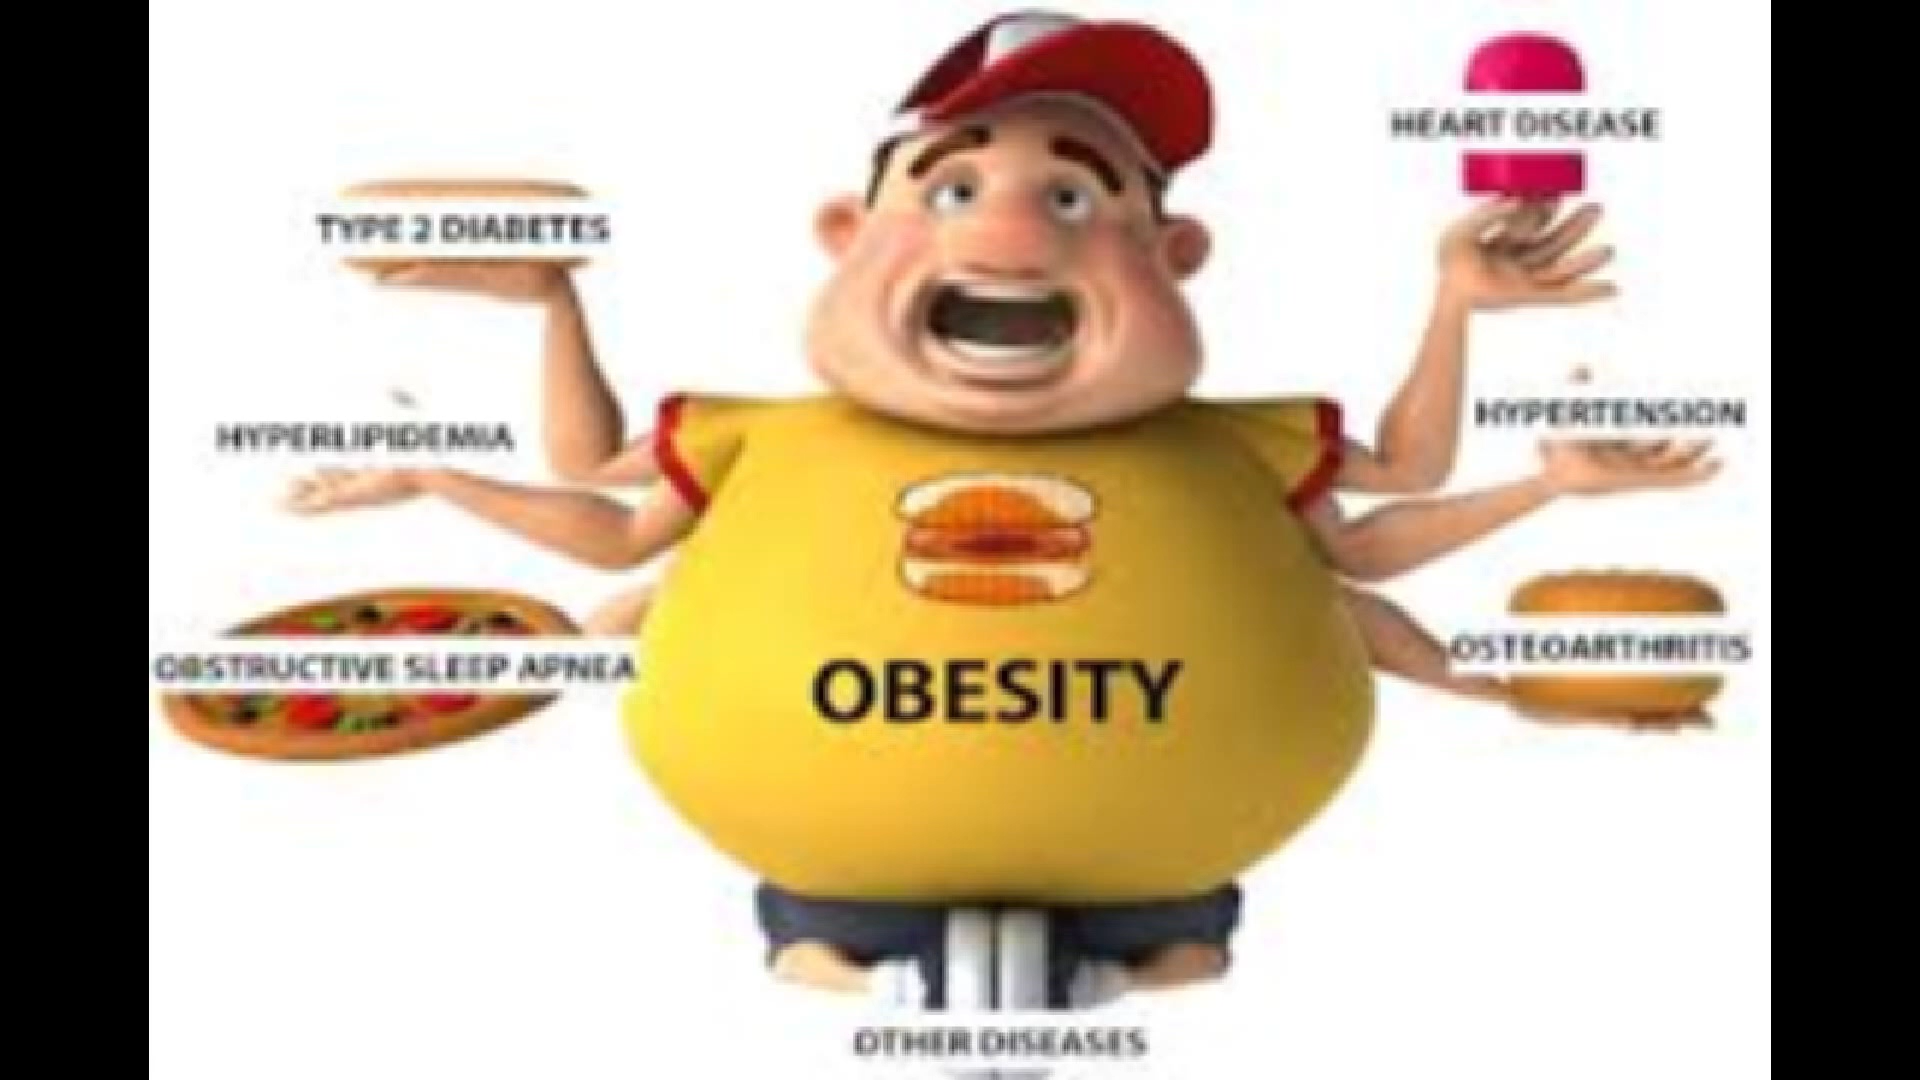 HEART DISEASE
TYPE 2 DIABETES
HYPERTENSION
HYPERLIPIDEMIA
OSTEOARTHRITIS
OBSTRUCTIVE SLEEP APNEA
OBESITY
OTHER DISEASES